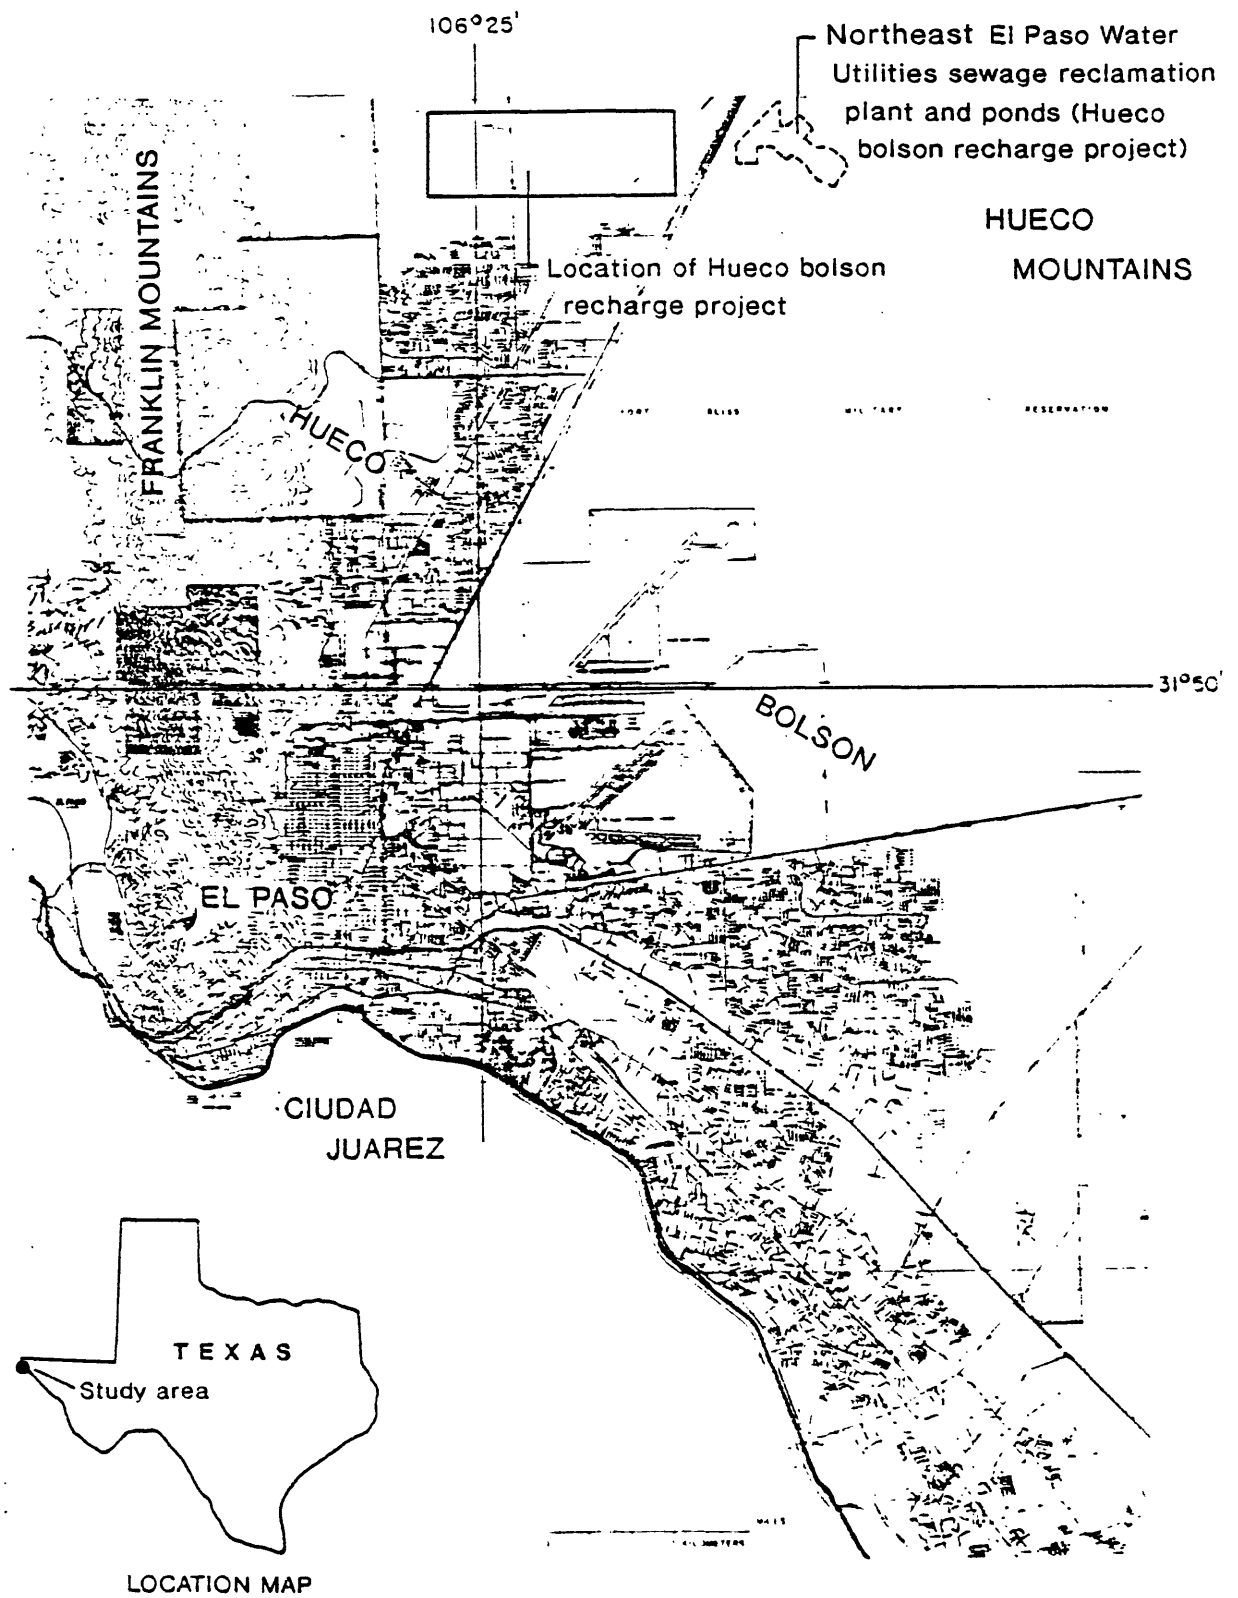 106°25'
Northeast El Paso Water
Utilities sewage reclamation
plant and ponds (Hueco
bolson recharge project)
FRANKLIN MOUNTAINS
HUECO
MOUNTAINS
Location of Hueco bolson
recharge project
HUECO
BLISS MILITARY RESERVATION
31°50'
BOLSON
EL PASO
CIUDAD
JUAREZ
TEXAS
Study area
MILES
KILOMETERS
LOCATION MAP